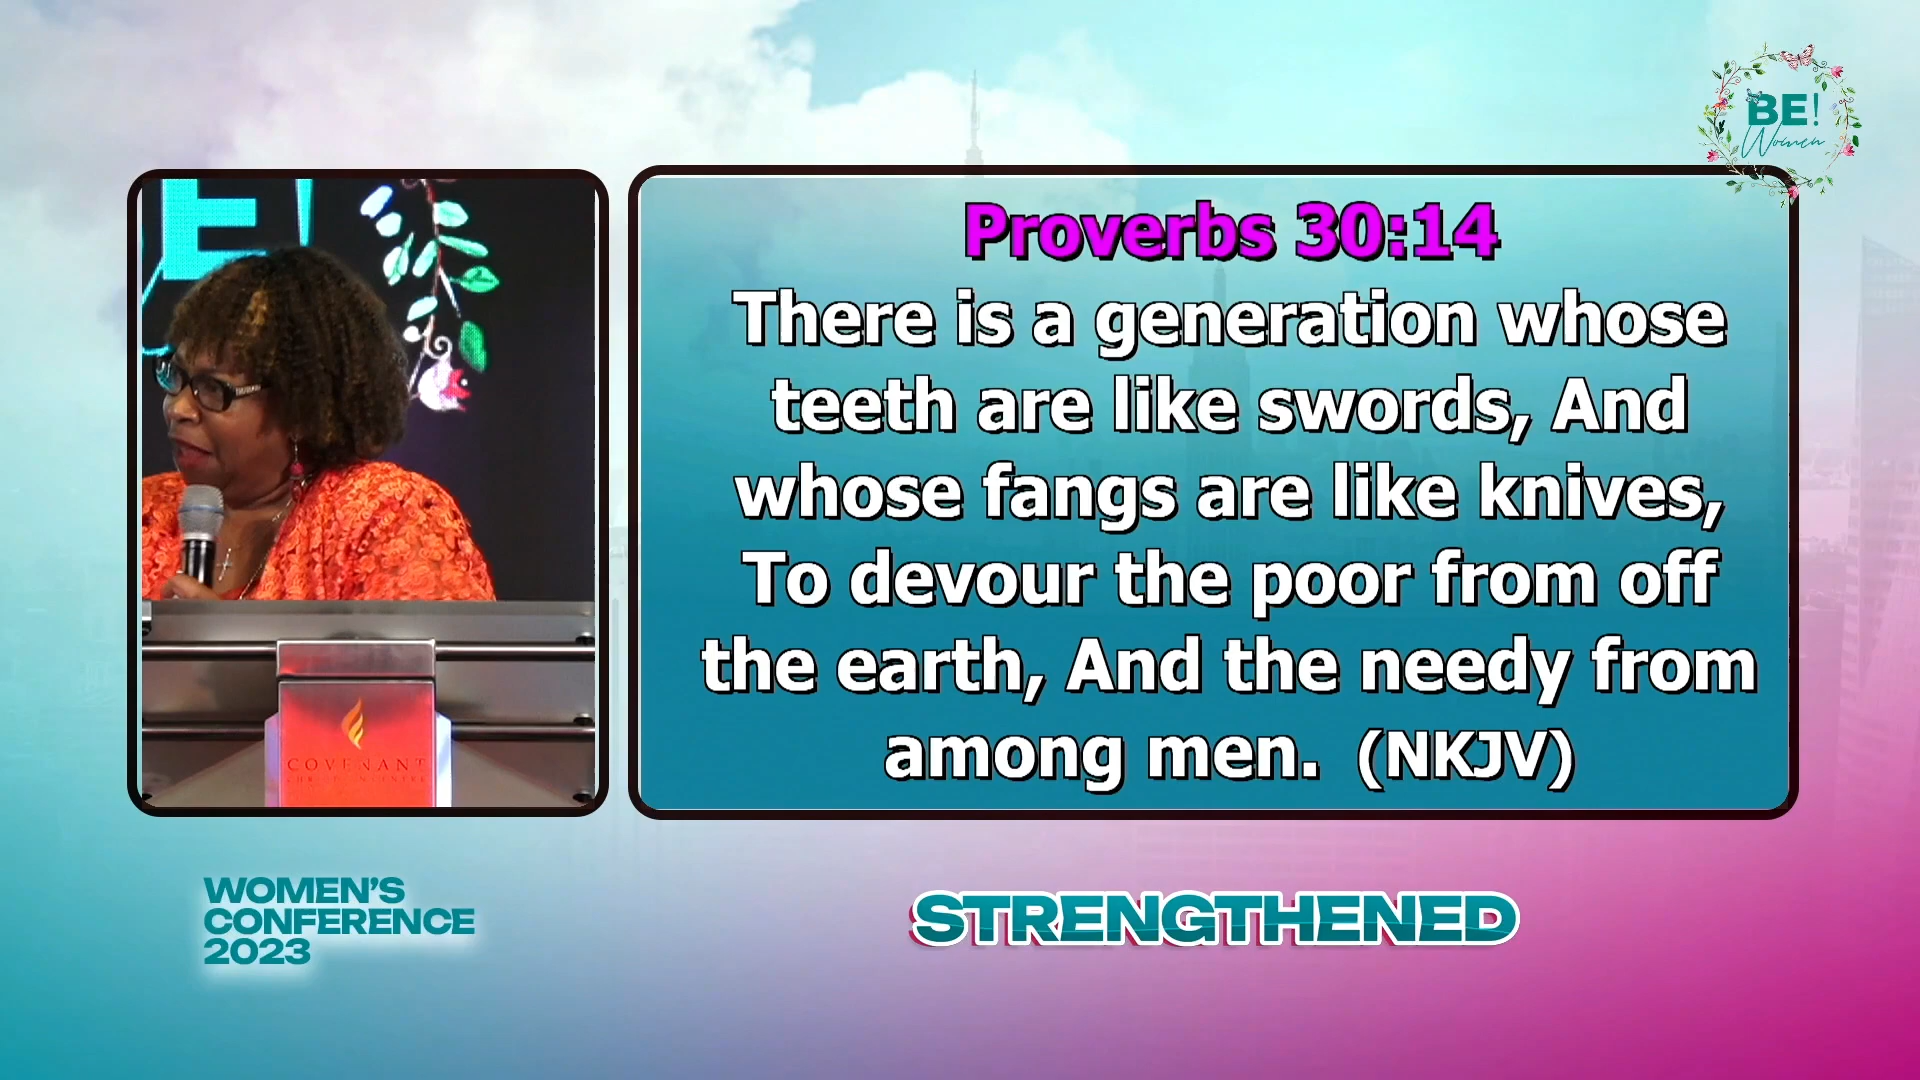 BE!
Women
E!
Proverbs 30:14
There is a generation whose
teeth are like swords, And
whose fangs are like knives,
To devour the poor from off
the earth, And the needy from
among men. (NKJV)
COVENANT
CHRISTIAN CENTRE
WOMEN'S
CONFERENCE
2023
STRENGTHENED